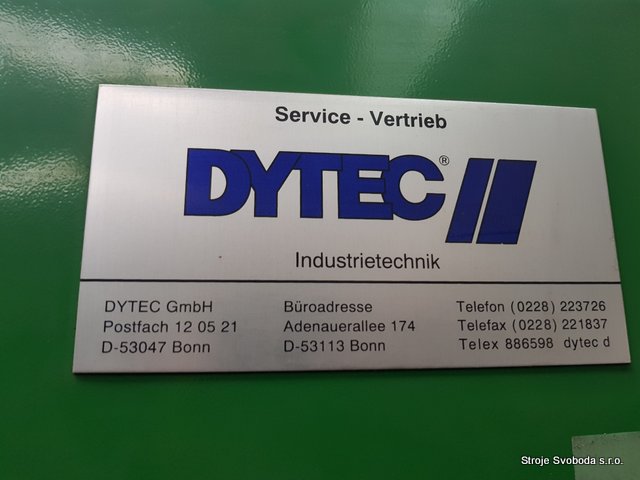 Service - Vertrieb
DYTEC®
Industrietechnik
DYTEC GmbH
Postfach 12 05 21
D-53047 Bonn
Büroadresse
Adenauerallee 174
D-53113 Bonn
Telefon (0228) 223726
Telefax (0228) 221837
Telex 886598 dytec d
Stroje Svoboda s.r.o.